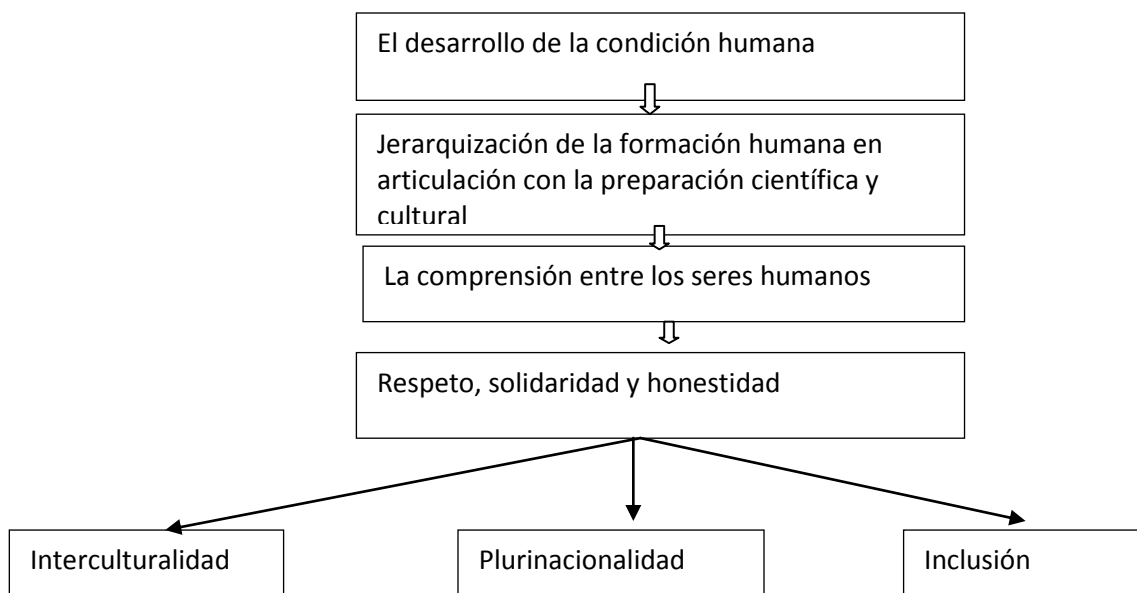 El desarrollo de la condición humana
Jerarquización de la formación humana en
articulación con la preparación científica y
cultural
La comprensión entre los seres humanos
Respeto, solidaridad y honestidad
Interculturalidad
Plurinacionalidad
Inclusión